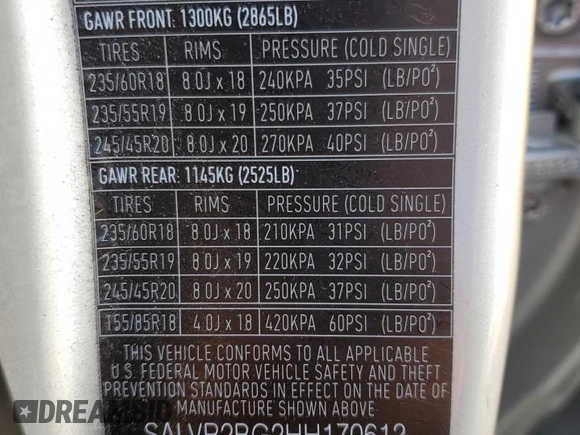 GAWR FRONT: 1300KG (2865LB)
TIRES RIMS PRESSURE (COLD SINGLE)
235/60R18 8.0J x 18 240KPA 35PSI (LB/PO²)
235/55R19 8.0J x 19 250KPA 37PSI (LB/PO²)
245/45R20 8.0J x 20 270KPA 40PSI (LB/PO²)
GAWR REAR: 1145KG (2525LB)
TIRES RIMS PRESSURE (COLD SINGLE)
235/60R18 8.0J x 18 210KPA 31PSI (LB/PO²)
235/55R19 8.0J x 19 220KPA 32PSI (LB/PO²)
245/45R20 8.0J x 20 250KPA 37PSI (LB/PO²)
155/85R18 4.0J x 18 420KPA 60PSI (LB/PO²)
THIS VEHICLE CONFORMS TO ALL APPLICABLE
U.S. FEDERAL MOTOR VEHICLE SAFETY AND THEFT
PREVENTION STANDARDS IN EFFECT ON THE DATE